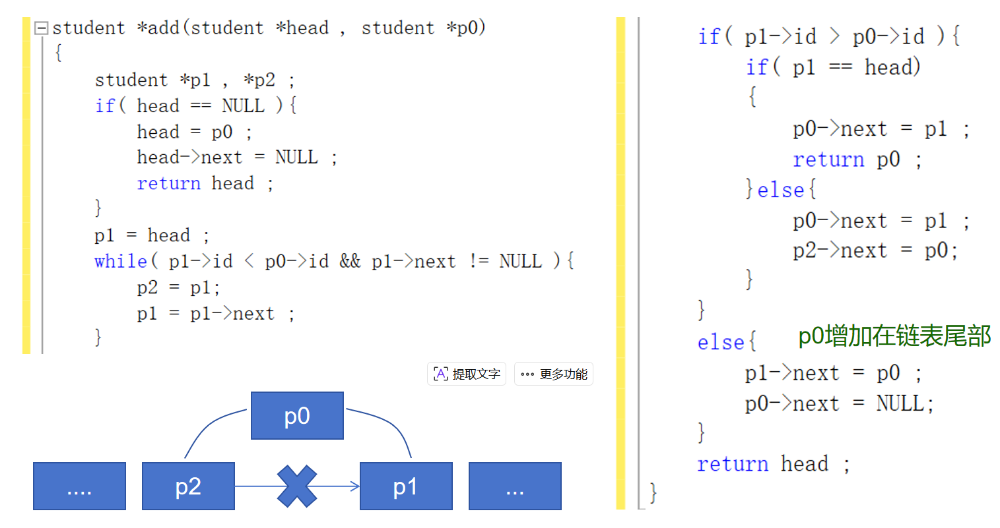 student *add(student *head , student *p0)
{
student *p1 , *p2 ;
if( head == NULL ){
head = p0 ;
head->next = NULL ;
return head ;
}
p1 = head ;
while( p1->id < p0->id && p1->next != NULL ){
p2 = p1;
p1 = p1->next ;
}
if( p1->id > p0->id ){
if( p1 == head)
{
p0->next = p1 ;
return p0 ;
}else{
p0->next = p1 ;
p2->next = p0;
}
}
else{ p0增加在链表尾部
p1->next = p0 ;
p0->next = NULL;
}
return head ;
}
提取文字 ••• 更多功能
p0
.... p2 p1 ...